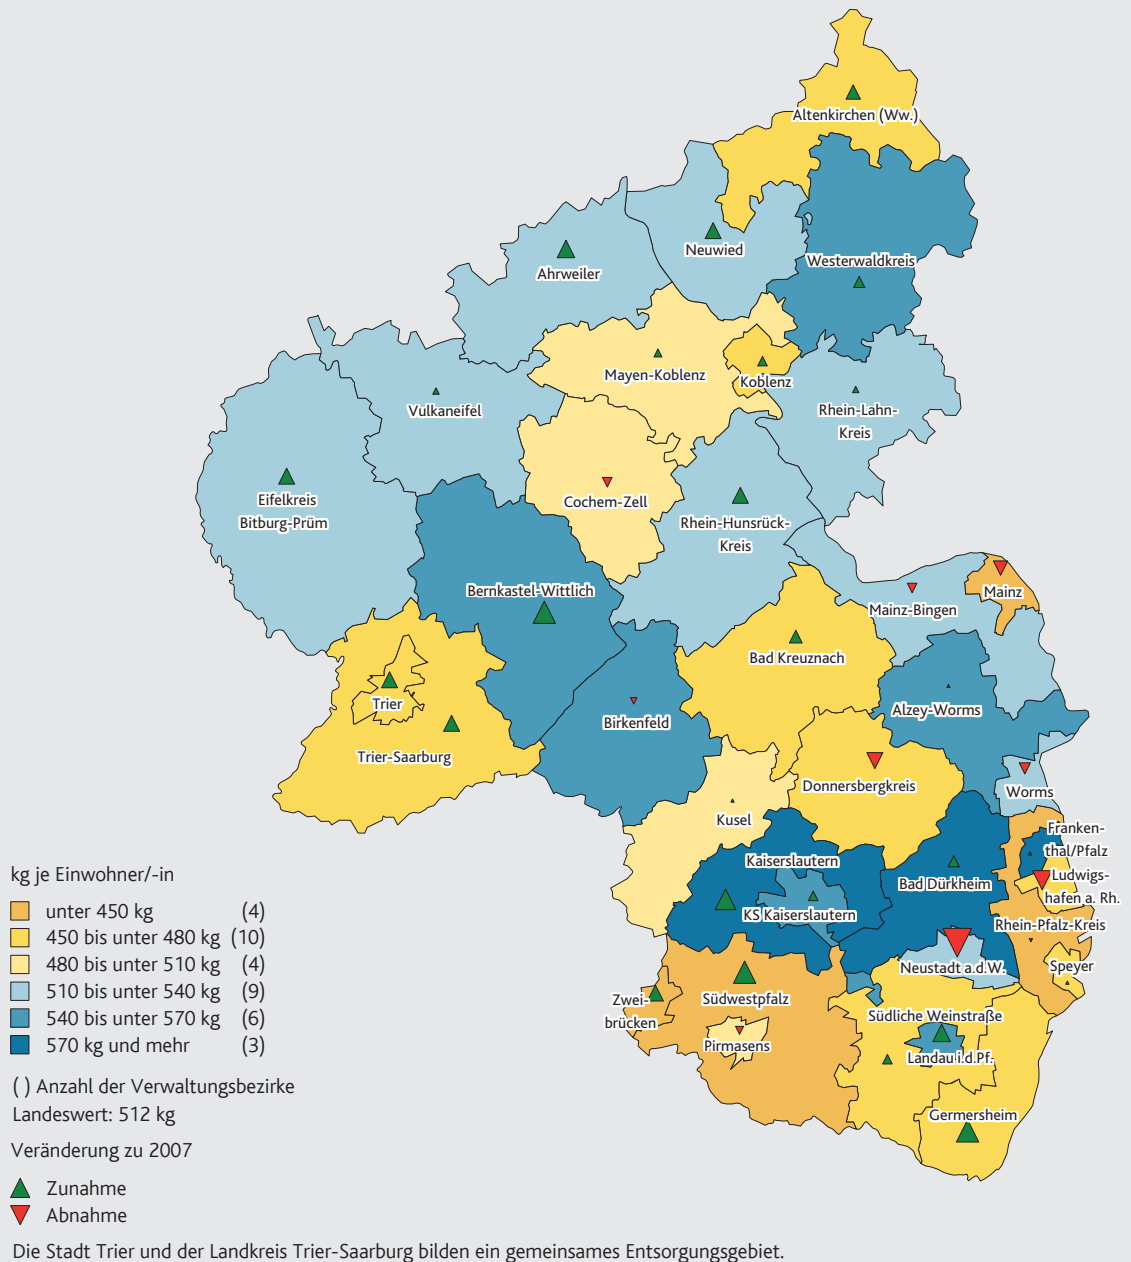 Altenkirchen (Ww.)
Westerwaldkreis
Neuwied
Ahrweiler
Mayen-Koblenz
Koblenz
Vulkaneifel
Rhein-Lahn-
Kreis
Eifelkreis
Bitburg-Prüm
Cochem-Zell
Rhein-Hunsrück-
Kreis
Bernkastel-Wittlich
Mainz
Mainz-Bingen
Bad Kreuznach
Trier
Birkenfeld
Alzey-Worms
Trier-Saarburg
Donnersbergkreis
Worms
Kusel
Franken-
thal/Pfalz
Kaiserslautern
Ludwigs-
hafen a. Rh.
Bad Dürkheim
KS Kaiserslautern
Rhein-Pfalz-Kreis
Neustadt a.d.W.
Speyer
Zwei-
brücken
Südwestpfalz
Südliche Weinstraße
Pirmasens
Landau i.d.Pf.
Germersheim
kg je Einwohner/-in
unter 450 kg (4)
450 bis unter 480 kg (10)
480 bis unter 510 kg (4)
510 bis unter 540 kg (9)
540 bis unter 570 kg (6)
570 kg und mehr (3)
( ) Anzahl der Verwaltungsbezirke
Landeswert: 512 kg
Veränderung zu 2007
Zunahme
Abnahme
Die Stadt Trier und der Landkreis Trier-Saarburg bilden ein gemeinsames Entsorgungsgebiet.